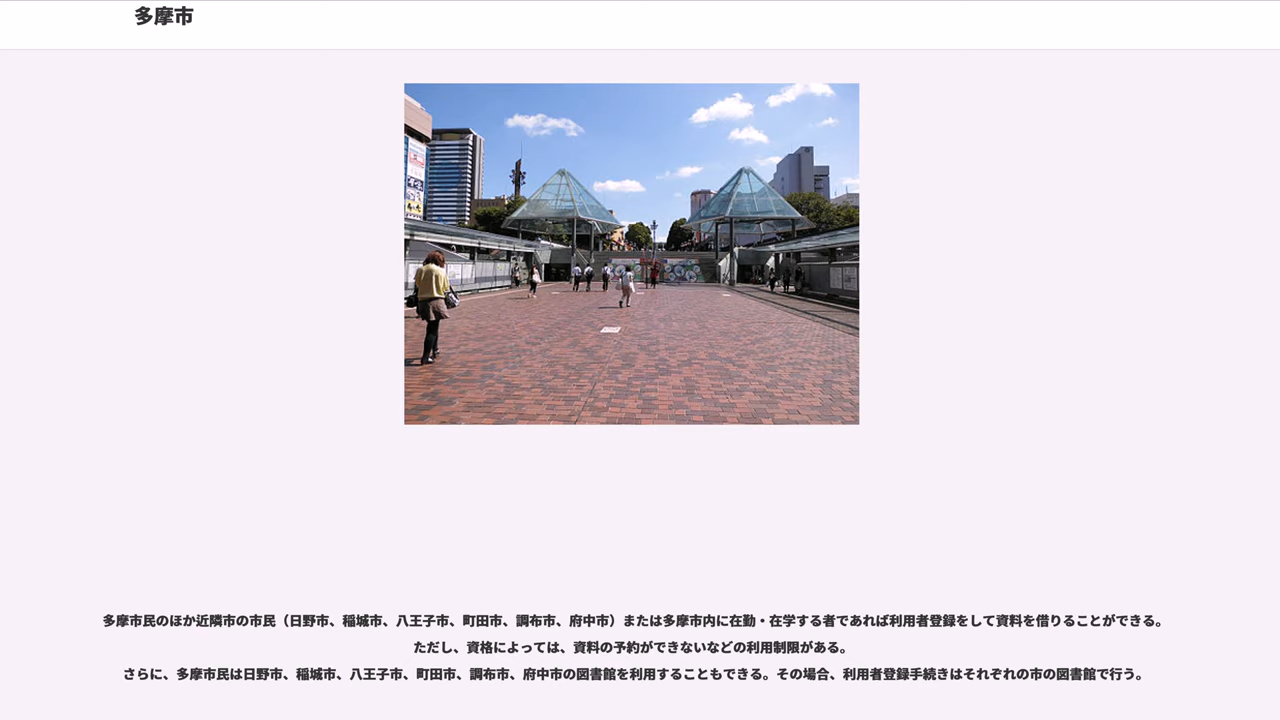 多摩市
多摩市民のほか近隣市の市民（日野市、稲城市、八王子市、町田市、調布市、府中市）または多摩市内に在勤・在学する者であれば利用者登録をして資料を借りることができる。
ただし、資格によっては、資料の予約ができないなどの利用制限がある。
さらに、多摩市民は日野市、稲城市、八王子市、町田市、調布市、府中市の図書館を利用することもできる。その場合、利用者登録手続きはそれぞれの市の図書館で行う。